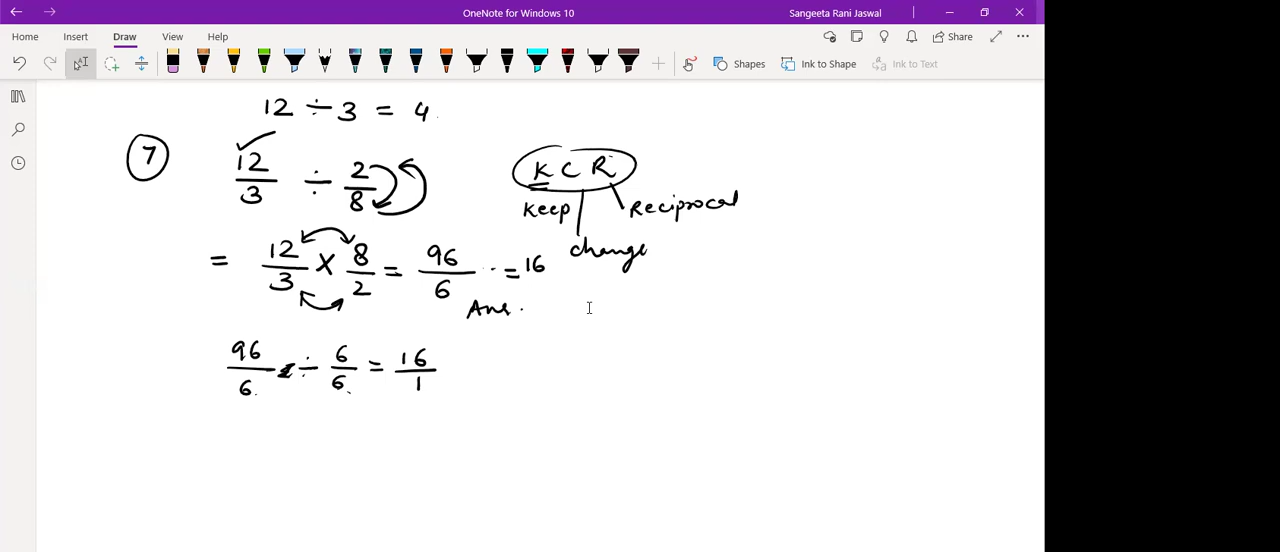 OneNote for Windows 10
Sangeeta Rani Jaswal
Home Insert Draw View Help
Share
Shapes Ink to Shape Ink to Text
12 ÷ 3 = 4
7
12/3 ÷ 2/8
K C R
Keep Reciprocal
change
= 12/3 × 8/2 = 96/6 = 16
Ans.
96/6 ÷ 6/6 = 16/1